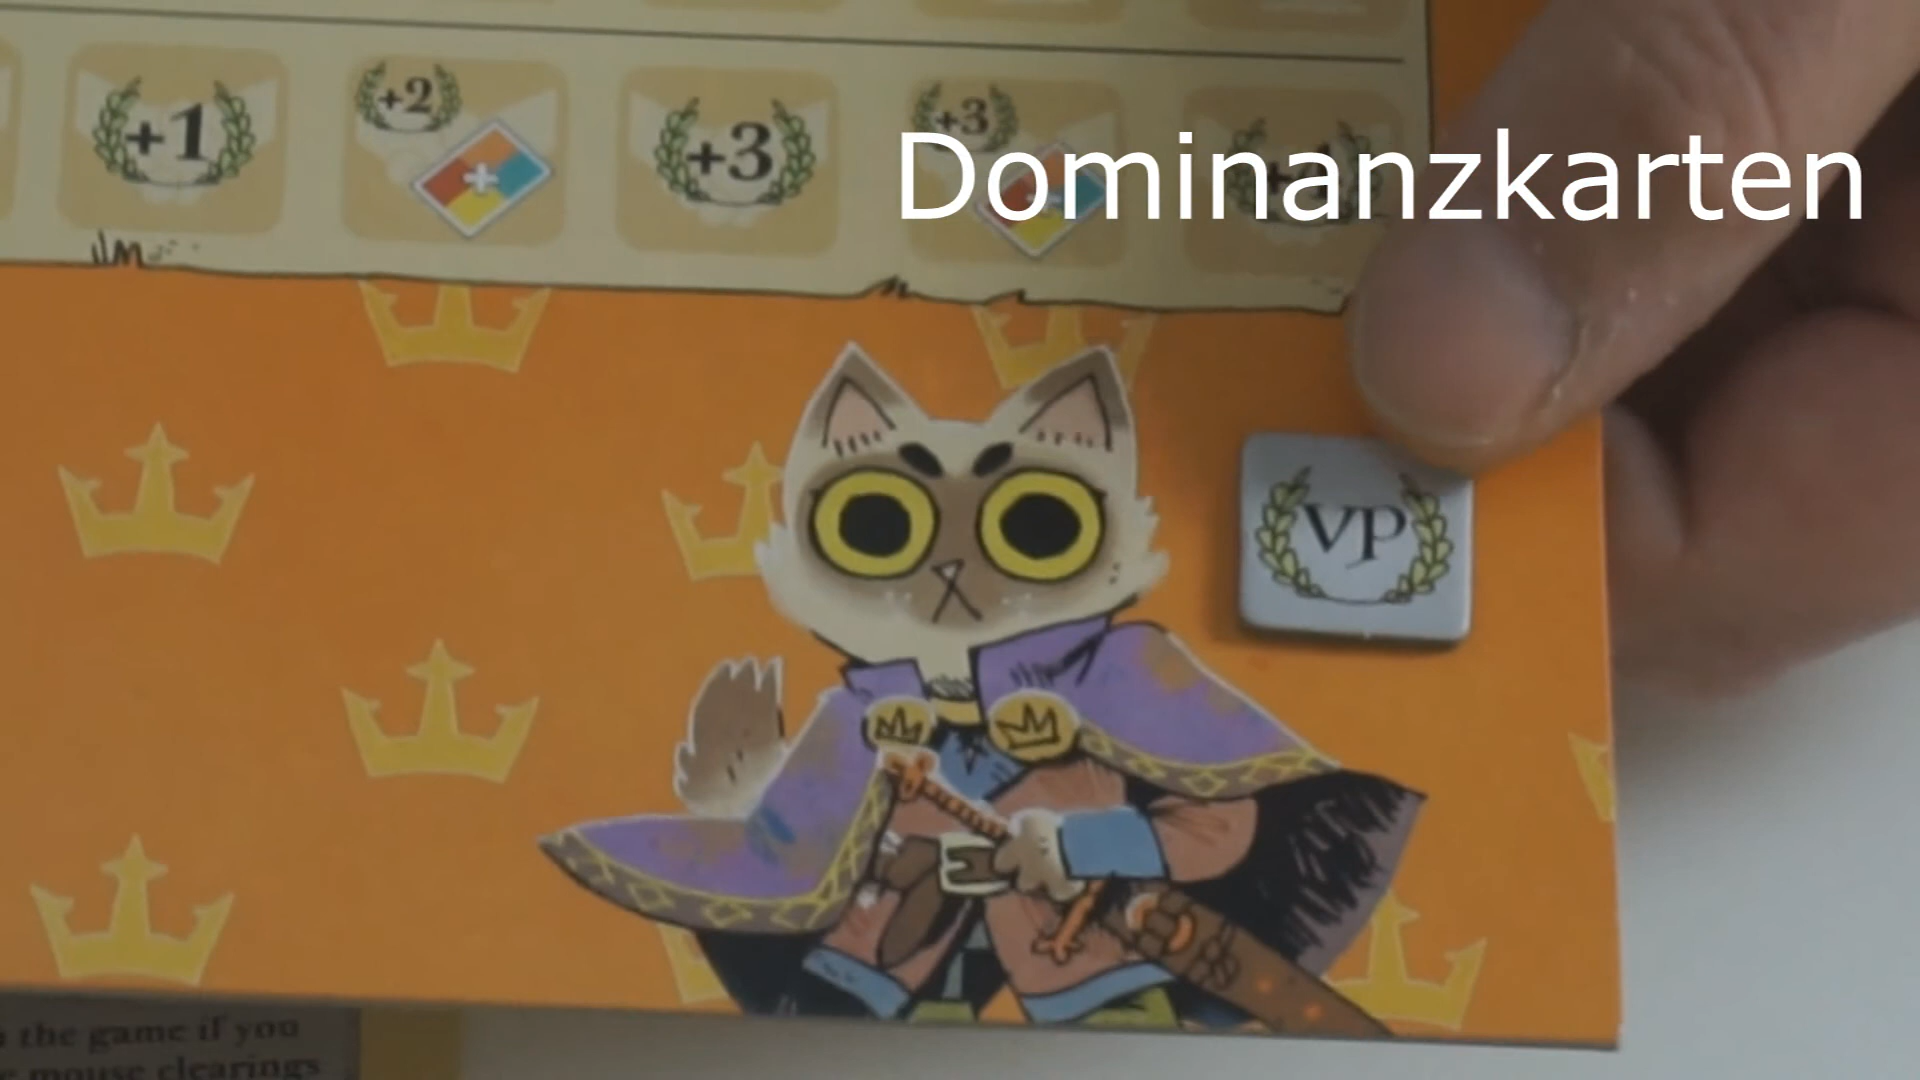 +1
+2
+3
+3
Dominanzkarten
VP
the game if you
mouse clearings